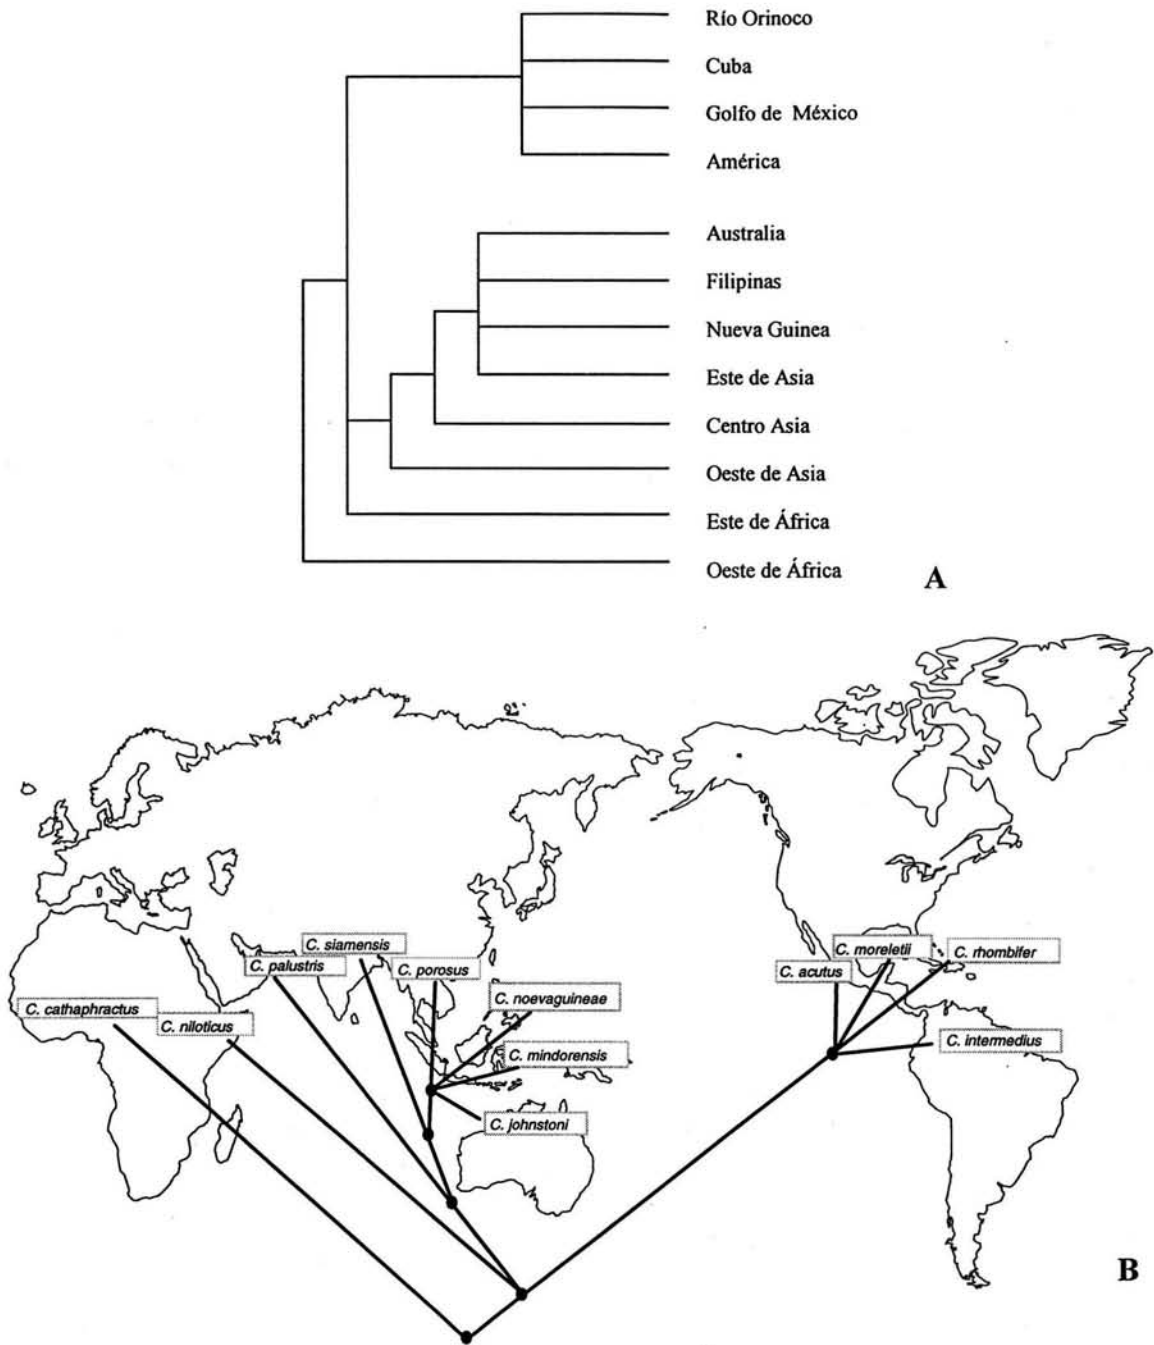 Río Orinoco
Cuba
Golfo de México
América
Australia
Filipinas
Nueva Guinea
Este de Asia
Centro Asia
Oeste de Asia
Este de África
Oeste de África
A
C. siamensis
C. palustris
C. porosus
C. cathaphractus
C. niloticus
C. noevaguineae
C. mindorensis
C. johnstoni
C. moreletii
C. rhombifer
C. acutus
C. intermedius
B